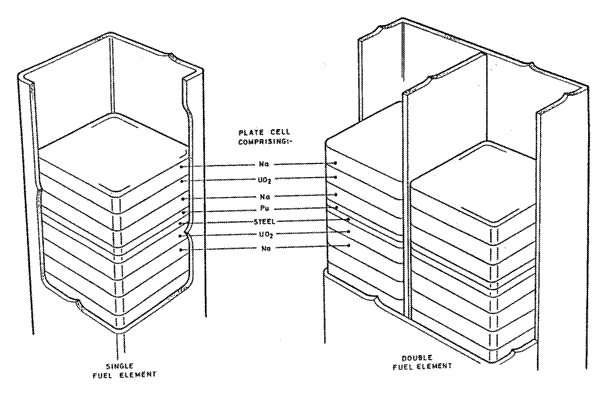 PLATE CELL
COMPRISING:-
Na
UO2
Na
Pu
STEEL
UO2
Na
SINGLE
FUEL ELEMENT
DOUBLE
FUEL ELEMENT